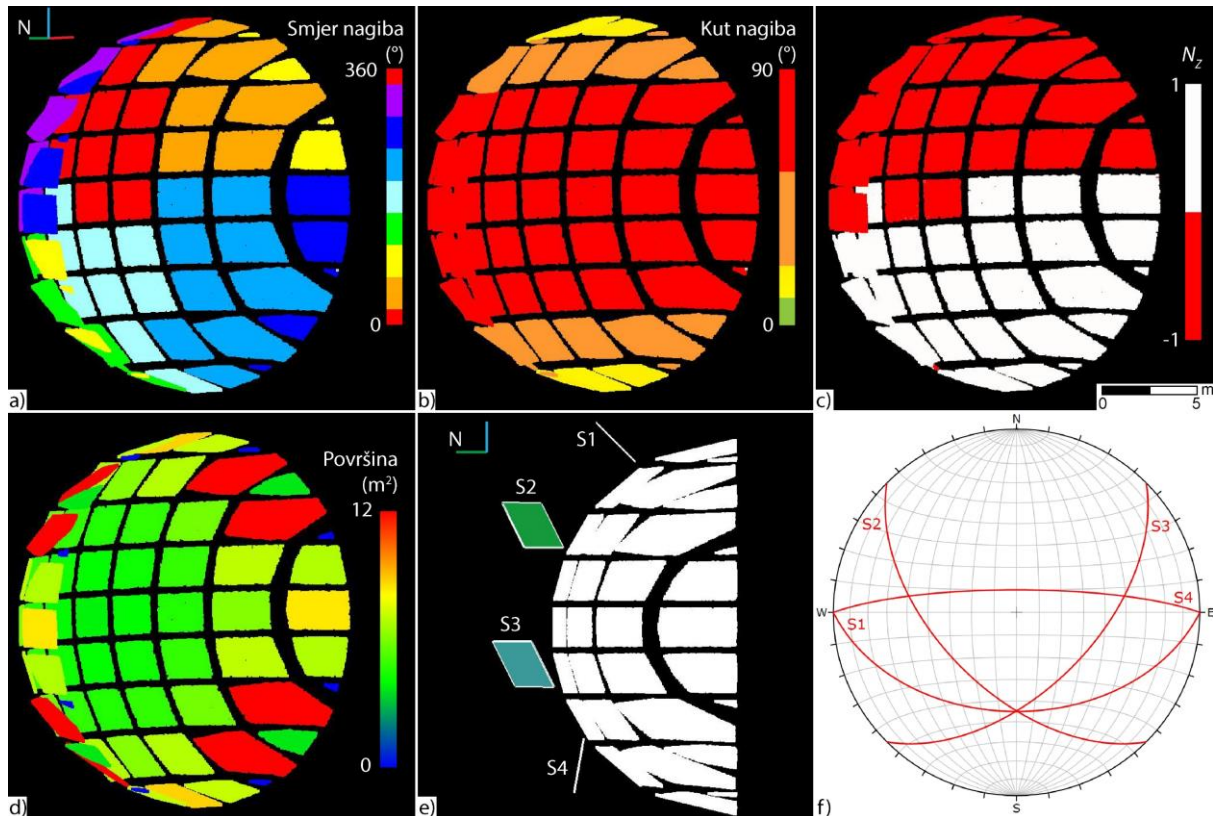 N
Smjer nagiba
(°)
360
0
a)
Kut nagiba
(°)
90
0
b)
N_Z
1
-1
0 5 m
c)
Površina
(m²)
12
0
d)
N
S1
S2
S3
S4
e)
N
S2
S3
S4
W
E
S1
S
f)